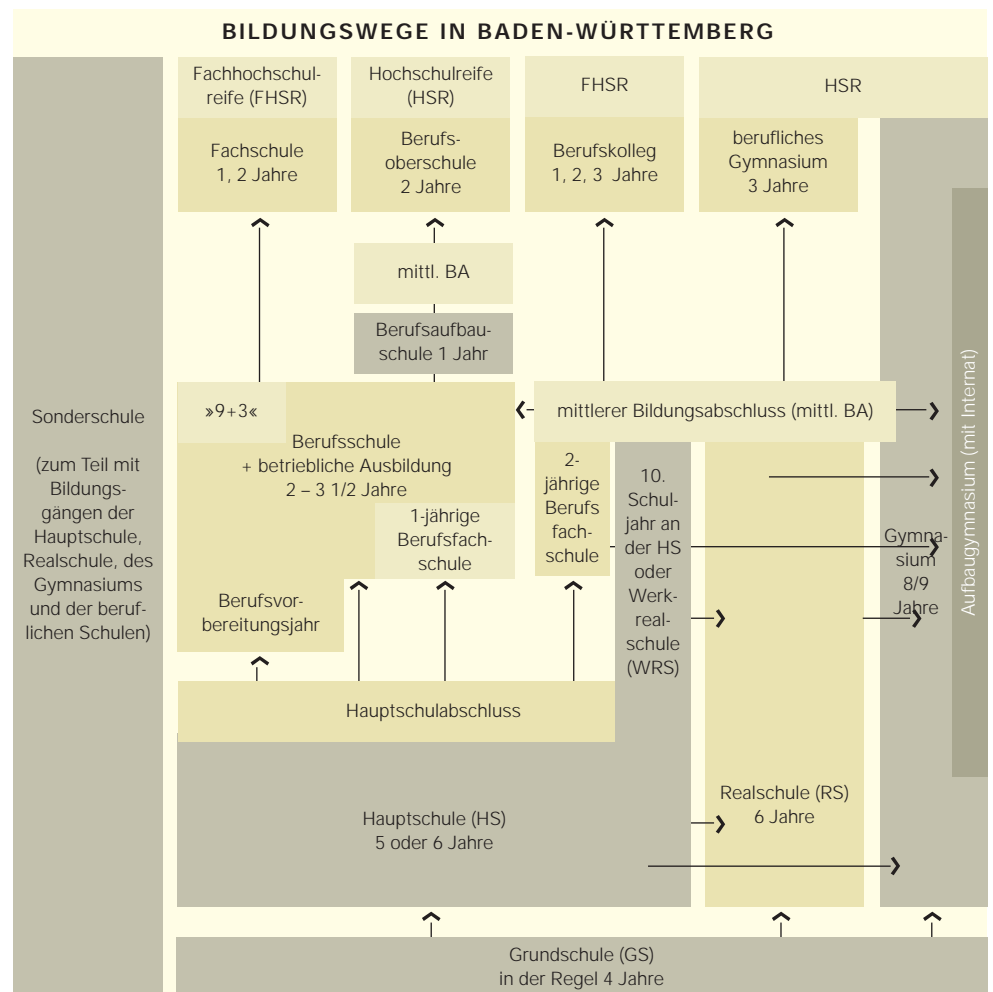 BILDUNGSWEGE IN BADEN-WÜRTTEMBERG
Fachhochschul-
reife (FHSR)
Hochschulreife
(HSR)
FHSR
HSR
Fachschule
1, 2 Jahre
Berufs-
oberschule
2 Jahre
Berufskolleg
1, 2, 3 Jahre
berufliches
Gymnasium
3 Jahre
mittl. BA
Berufsaufbau-
schule 1 Jahr
Sonderschule
(zum Teil mit
Bildungs-
gängen der
Hauptschule,
Realschule, des
Gymnasiums
und der beruf-
lichen Schulen)
»9+3«
Berufsschule
+ betriebliche Ausbildung
2 – 3 1/2 Jahre
1-jährige
Berufsfach-
schule
Berufsvor-
bereitungsjahr
mittlerer Bildungsabschluss (mittl. BA)
2-
jährige
Berufs
fach-
schule
10.
Schul-
jahr an
der HS
oder
Werk-
real-
schule
(WRS)
Gymna-
sium
8/9
Jahre
Aufbaugymnasium (mit Internat)
Hauptschulabschluss
Hauptschule (HS)
5 oder 6 Jahre
Realschule (RS)
6 Jahre
Grundschule (GS)
in der Regel 4 Jahre